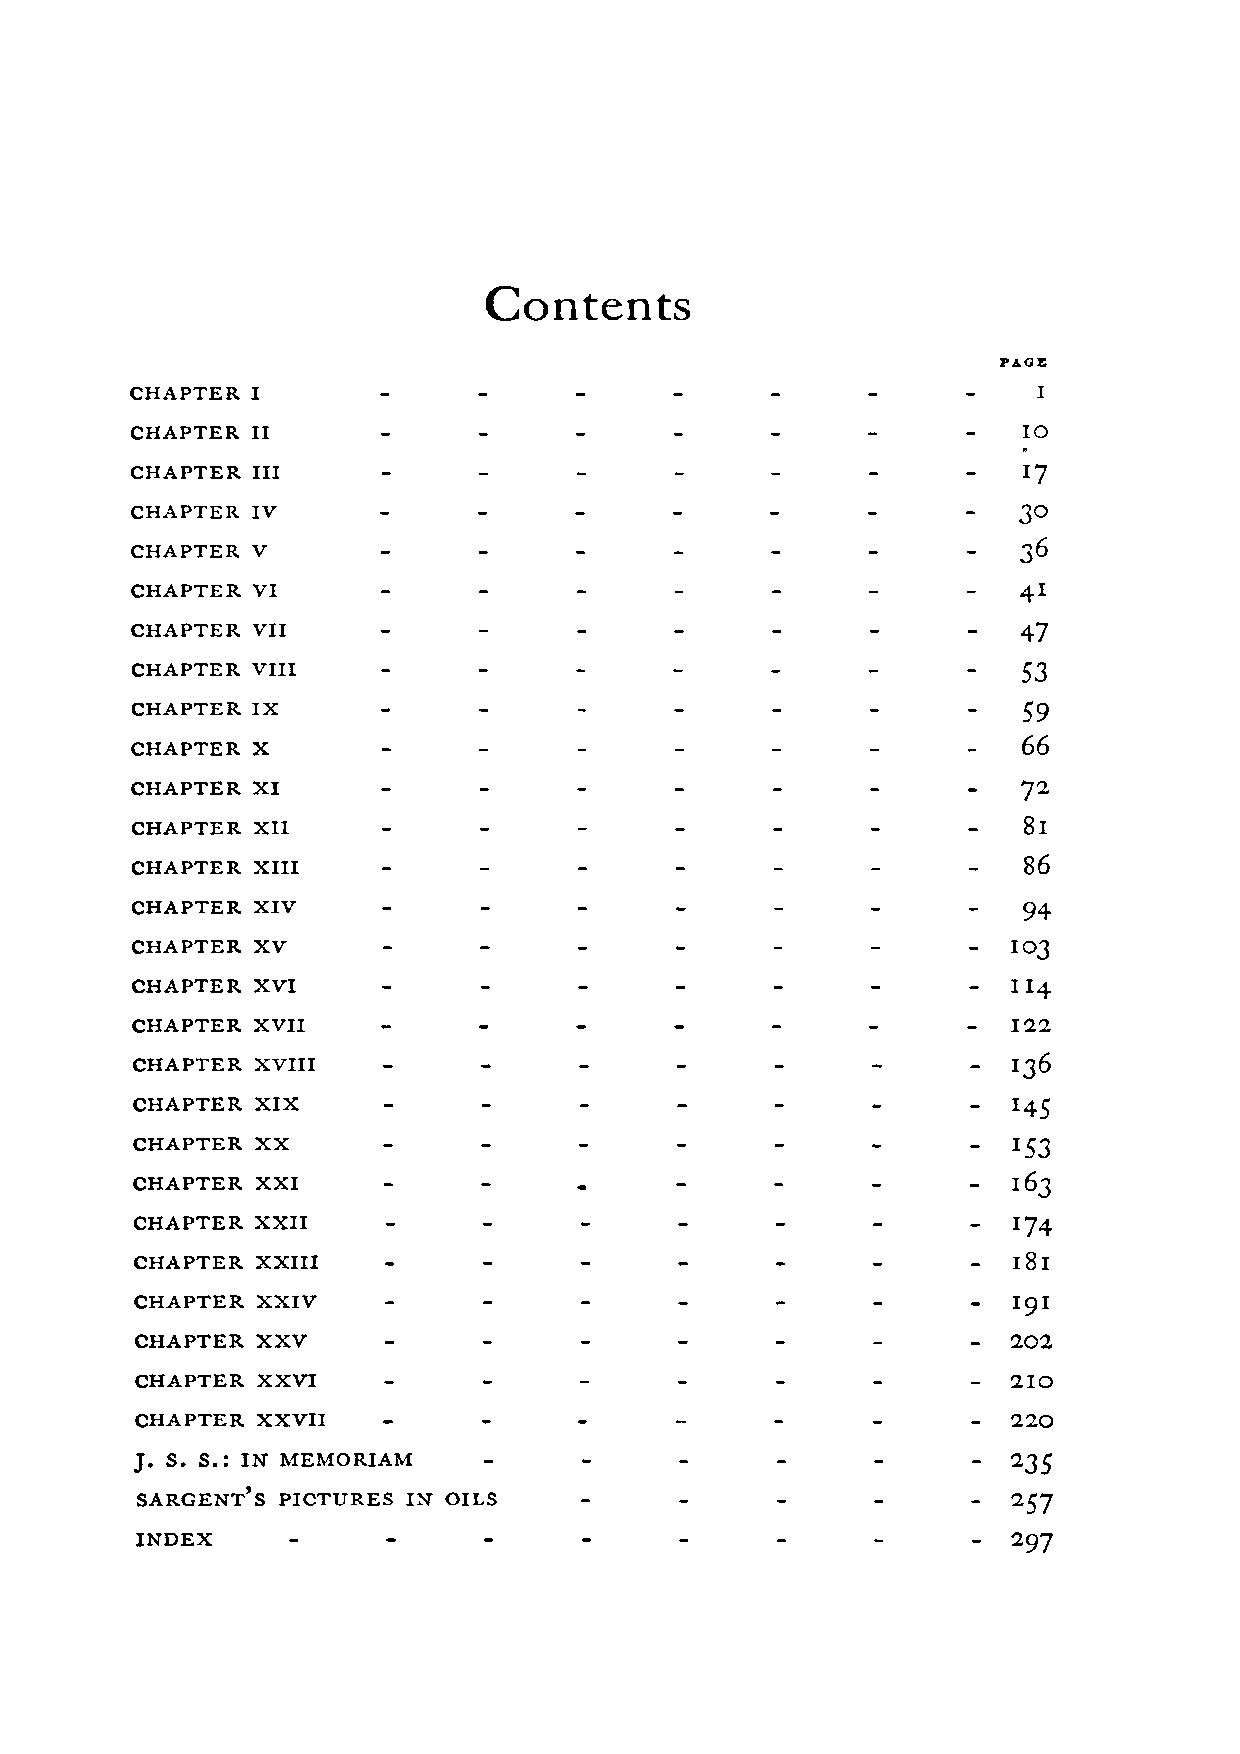 Contents
PAGE
CHAPTER I - - - - - - - 1
CHAPTER II - - - - - - - 10
CHAPTER III - - - - - - - 17
CHAPTER IV - - - - - - - 30
CHAPTER V - - - - - - - 36
CHAPTER VI - - - - - - - 41
CHAPTER VII - - - - - - - 47
CHAPTER VIII - - - - - - - 53
CHAPTER IX - - - - - - - 59
CHAPTER X - - - - - - - 66
CHAPTER XI - - - - - - - 72
CHAPTER XII - - - - - - - 81
CHAPTER XIII - - - - - - - 86
CHAPTER XIV - - - - - - - 94
CHAPTER XV - - - - - - - 103
CHAPTER XVI - - - - - - - 114
CHAPTER XVII - - - - - - - 122
CHAPTER XVIII - - - - - - - 136
CHAPTER XIX - - - - - - - 145
CHAPTER XX - - - - - - - 153
CHAPTER XXI - - - - - - - 163
CHAPTER XXII - - - - - - - 174
CHAPTER XXIII - - - - - - - 181
CHAPTER XXIV - - - - - - - 191
CHAPTER XXV - - - - - - - 202
CHAPTER XXVI - - - - - - - 210
CHAPTER XXVII - - - - - - - 220
J. S. S.: IN MEMORIAM - - - - - - 235
SARGENT'S PICTURES IN OILS - - - - - 257
INDEX - - - - - - - - 297